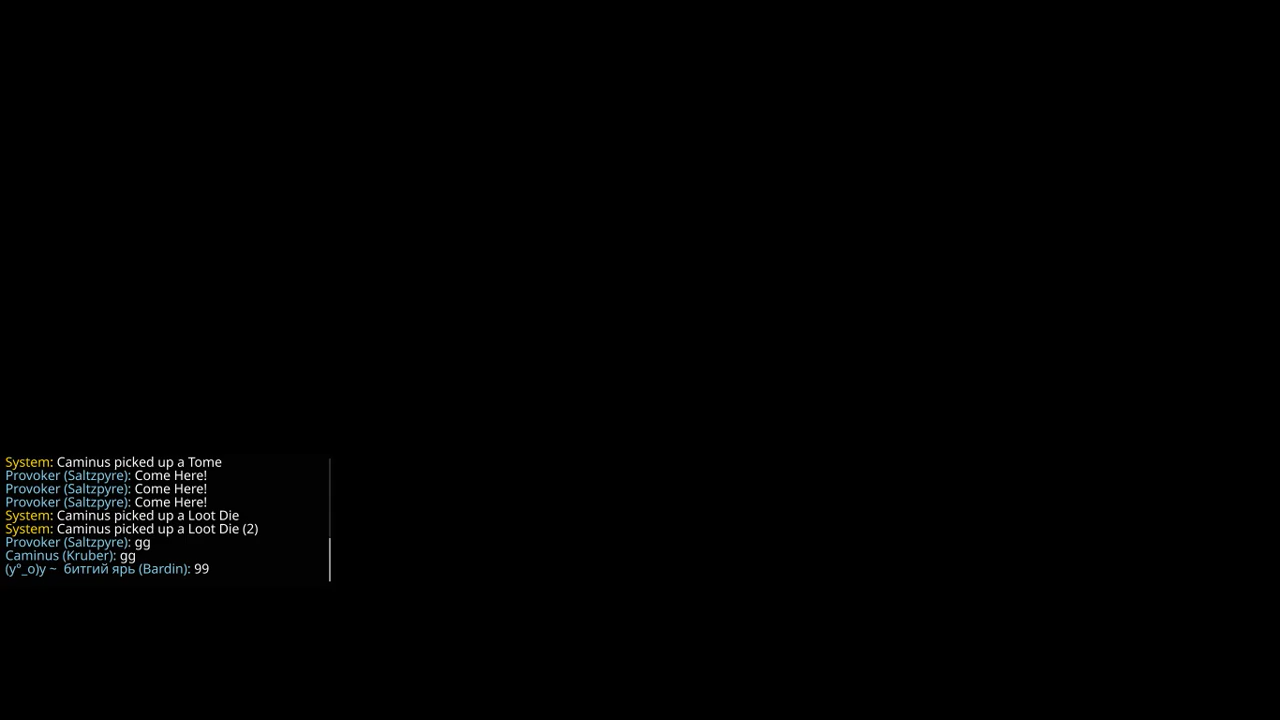 System: Caminus picked up a Tome
Provoker (Saltzpyre): Come Here!
Provoker (Saltzpyre): Come Here!
Provoker (Saltzpyre): Come Here!
System: Caminus picked up a Loot Die
System: Caminus picked up a Loot Die (2)
Provoker (Saltzpyre): gg
Caminus (Kruber): gg
(y°_o)y ~  битгий ярь (Bardin): 99